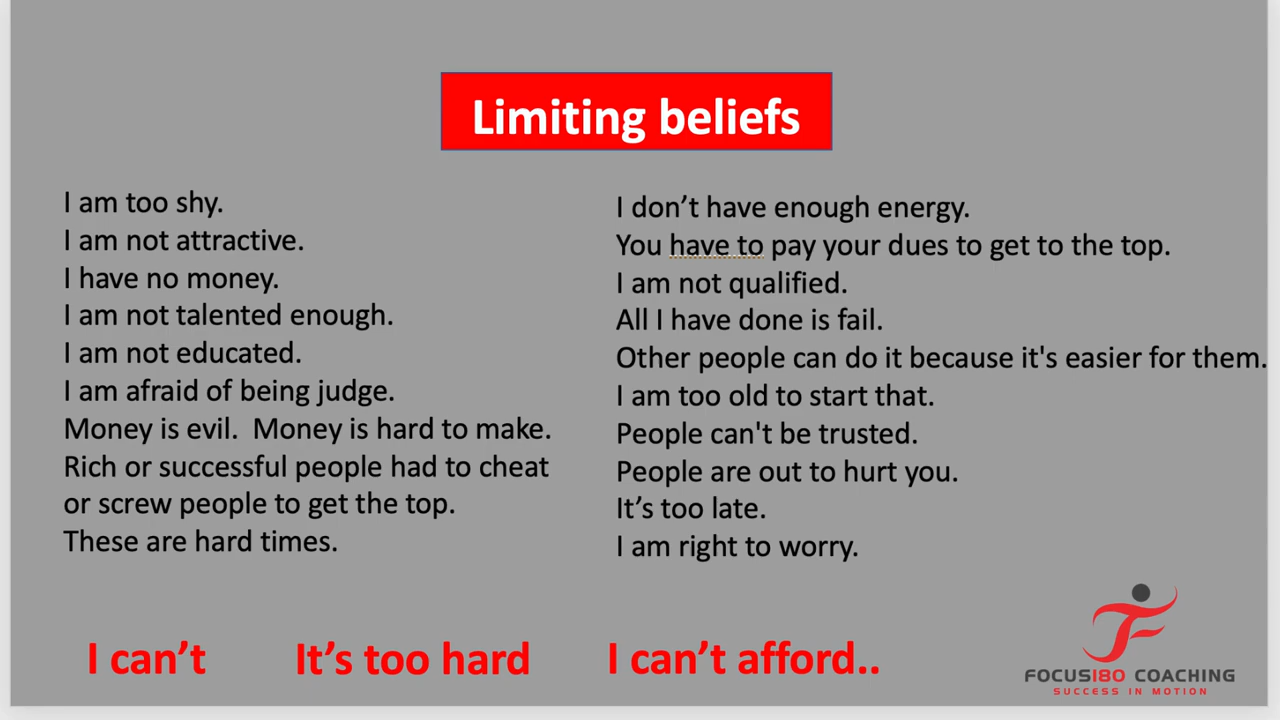 Limiting beliefs
I am too shy.
I am not attractive.
I have no money.
I am not talented enough.
I am not educated.
I am afraid of being judge.
Money is evil.  Money is hard to make.
Rich or successful people had to cheat
or screw people to get the top.
These are hard times.
I don’t have enough energy.
You have to pay your dues to get to the top.
I am not qualified.
All I have done is fail.
Other people can do it because it's easier for them.
I am too old to start that.
People can't be trusted.
People are out to hurt you.
It’s too late.
I am right to worry.
I can’t
It’s too hard
I can’t afford..
FOCUS180 COACHING
SUCCESS IN MOTION